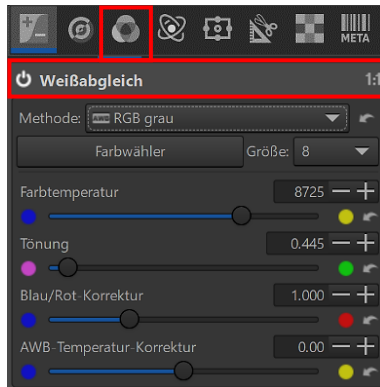 META
Weißabgleich 1:1
Methode: AWB RGB grau
Farbwähler Größe: 8
Farbtemperatur 8725
Tönung 0.445
Blau/Rot-Korrektur 1.000
AWB-Temperatur-Korrektur 0.00